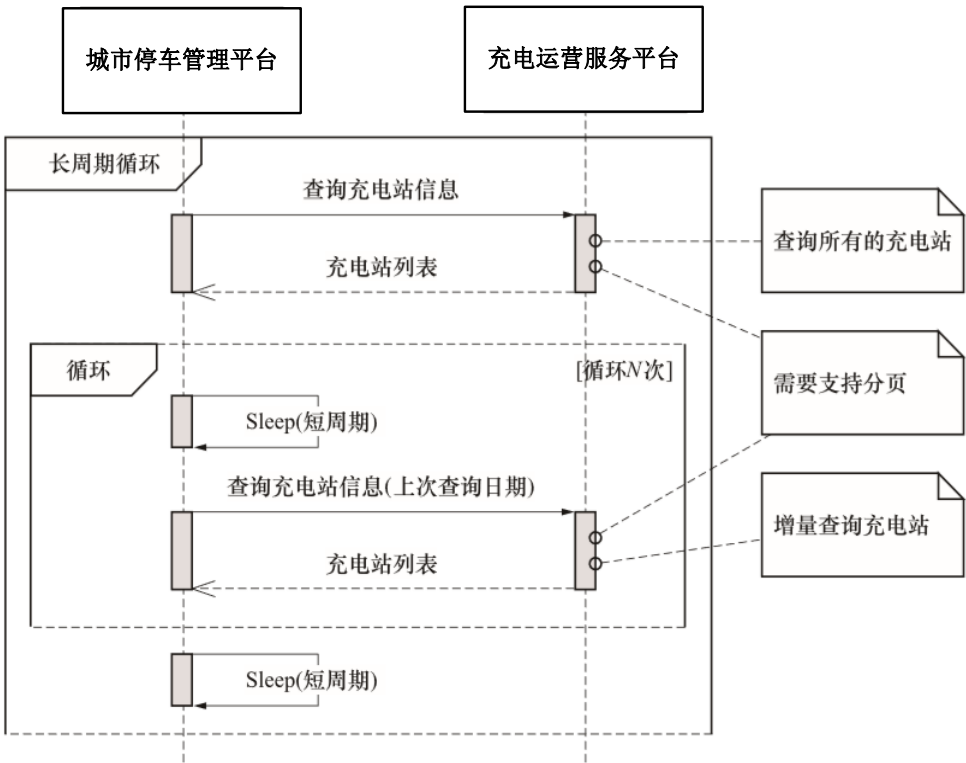 城市停车管理平台
充电运营服务平台
长周期循环
查询充电站信息
查询所有的充电站
充电站列表
需要支持分页
循环
[循环N次]
Sleep(短周期)
查询充电站信息(上次查询日期)
增量查询充电站
充电站列表
Sleep(短周期)